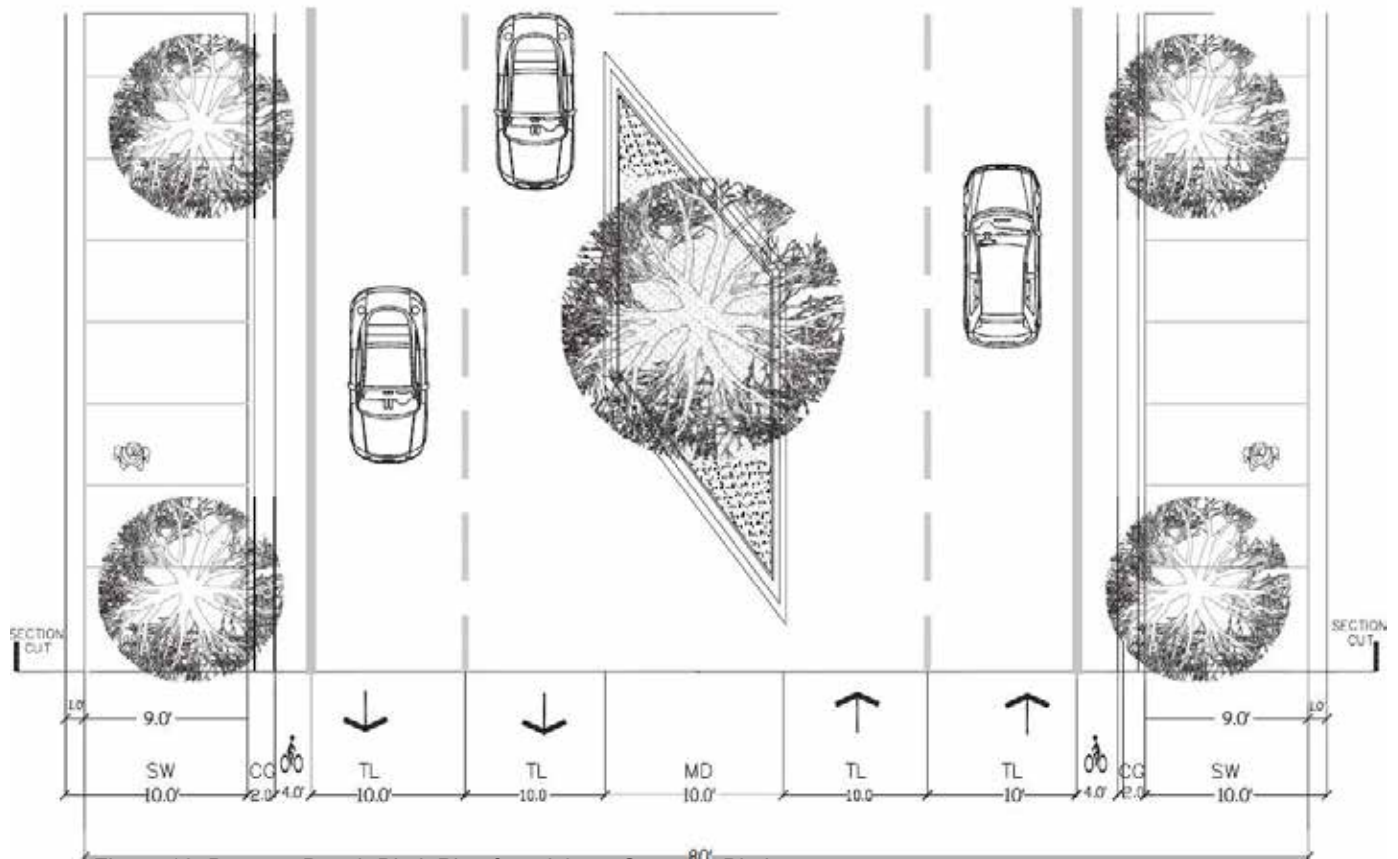 SECTION SECTION
CUT CUT
1.0' 9.0' 9.0' 1.0'
SW CG TL TL MD TL TL CG SW
10.0' 2.0 4.0' 10.0' 10.0 10.0' 10.0 10' 4.0' 2.0 10.0'
80'